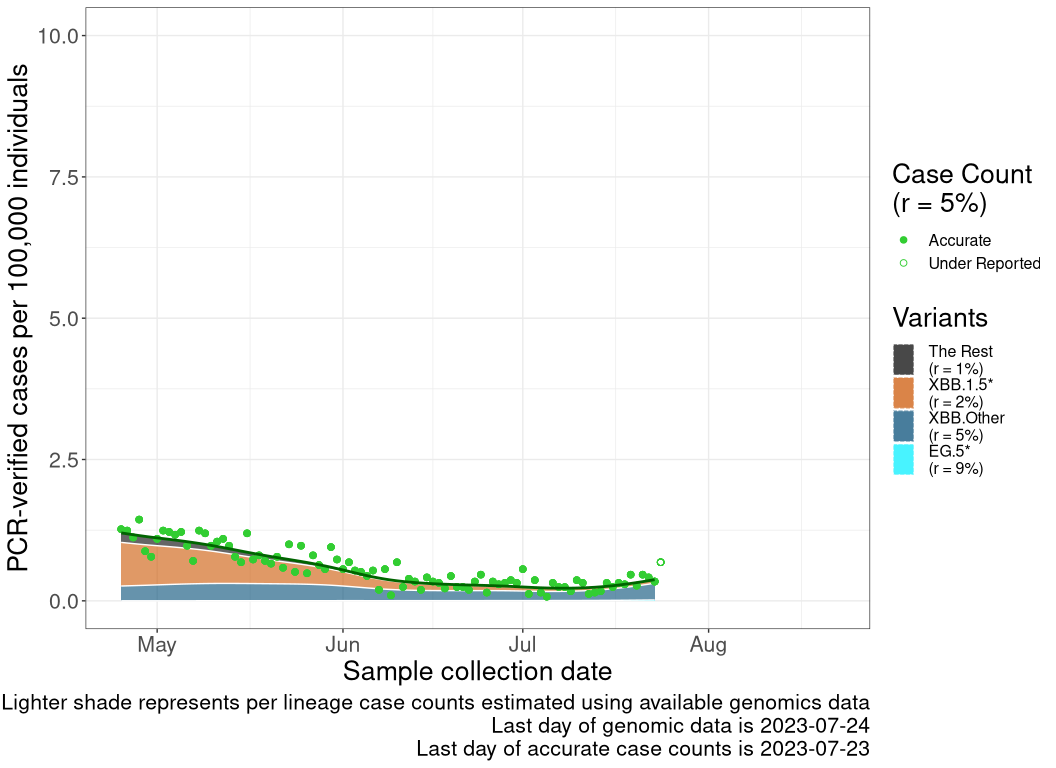 10.0
7.5
5.0
2.5
0.0
PCR-verified cases per 100,000 individuals
May Jun Jul Aug
Sample collection date
Case Count
(r = 5%)
Accurate
Under Reported
Variants
The Rest
(r = 1%)
XBB.1.5*
(r = 2%)
XBB.Other
(r = 5%)
EG.5*
(r = 9%)
Lighter shade represents per lineage case counts estimated using available genomics data
Last day of genomic data is 2023-07-24
Last day of accurate case counts is 2023-07-23